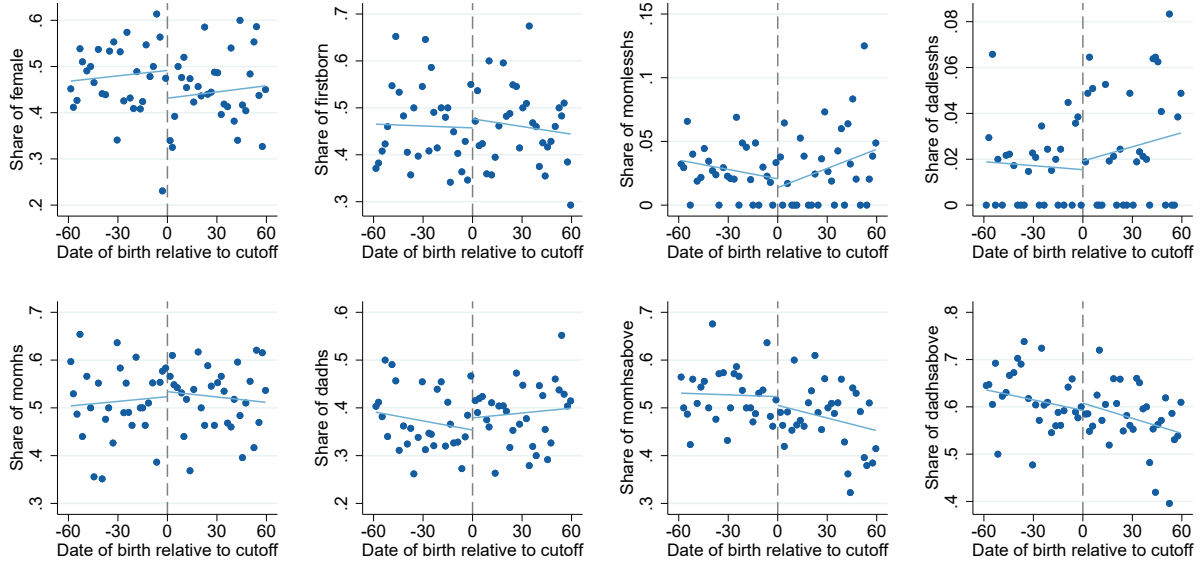 Share of female
.2 .3 .4 .5 .6
-60 -30 0 30 60
Date of birth relative to cutoff
Share of firstborn
.3 .4 .5 .6 .7
-60 -30 0 30 60
Date of birth relative to cutoff
Share of momlesshs
0 .05 .1 .15
-60 -30 0 30 60
Date of birth relative to cutoff
Share of dadlesshs
0 .02 .04 .06 .08
-60 -30 0 30 60
Date of birth relative to cutoff
Share of momhs
.3 .4 .5 .6 .7
-60 -30 0 30 60
Date of birth relative to cutoff
Share of dadhs
.2 .3 .4 .5 .6
-60 -30 0 30 60
Date of birth relative to cutoff
Share of momhsabove
.3 .4 .5 .6 .7
-60 -30 0 30 60
Date of birth relative to cutoff
Share of dadhsabove
.4 .5 .6 .7 .8
-60 -30 0 30 60
Date of birth relative to cutoff